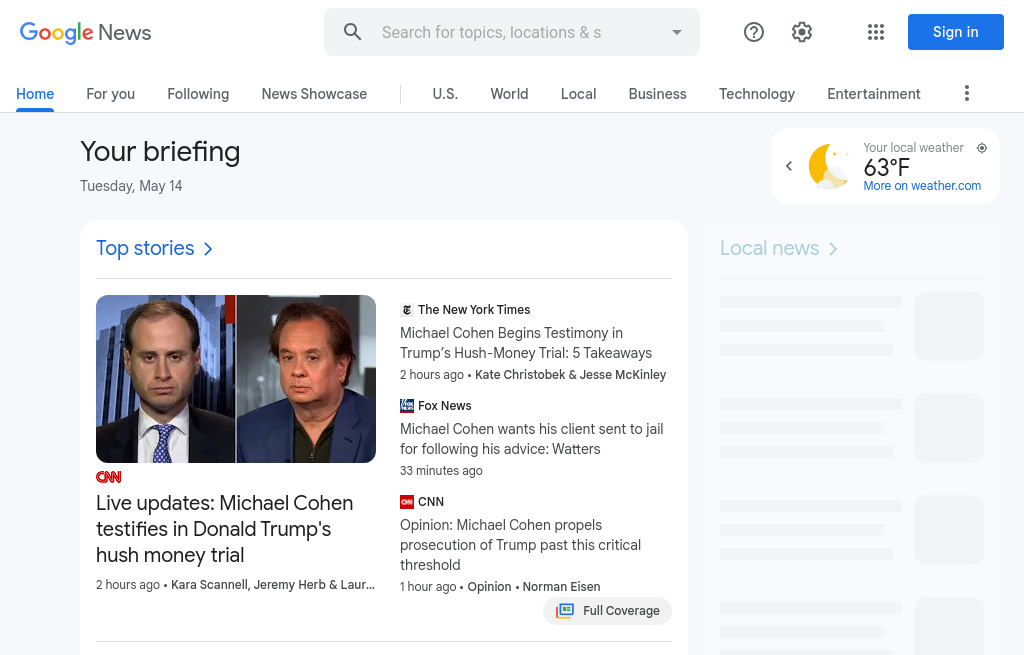 Google News
Search for topics, locations & s
Sign in
Home
For you
Following
News Showcase
U.S.
World
Local
Business
Technology
Entertainment
Your briefing
Tuesday, May 14
Your local weather
63°F
More on weather.com
Top stories
CNN
Live updates: Michael Cohen
testifies in Donald Trump's
hush money trial
2 hours ago • Kara Scannell, Jeremy Herb & Laur...
The New York Times
Michael Cohen Begins Testimony in
Trump’s Hush-Money Trial: 5 Takeaways
2 hours ago • Kate Christobek & Jesse McKinley
Fox News
Michael Cohen wants his client sent to jail
for following his advice: Watters
33 minutes ago
CNN
Opinion: Michael Cohen propels
prosecution of Trump past this critical
threshold
1 hour ago • Opinion • Norman Eisen
Full Coverage
Local news